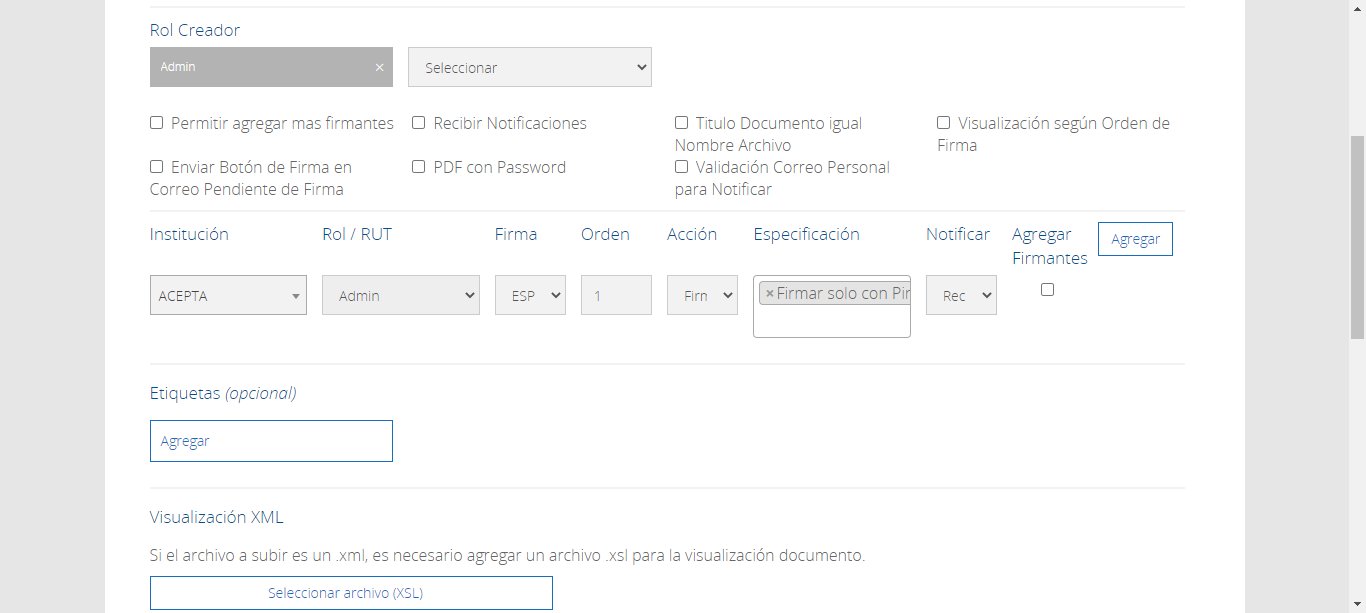 Rol Creador
Admin ×
Seleccionar
Permitir agregar mas firmantes
Recibir Notificaciones
Titulo Documento igual
Nombre Archivo
Visualización según Orden de
Firma
Enviar Botón de Firma en
Correo Pendiente de Firma
PDF con Password
Validación Correo Personal
para Notificar
Institución
Rol / RUT
Firma
Orden
Acción
Especificación
Notificar
Agregar
Firmantes
Agregar
ACEPTA
Admin
ESP
1
Firn
× Firmar solo con Pin
Rec
Etiquetas (opcional)
Agregar
Visualización XML
Si el archivo a subir es un .xml, es necesario agregar un archivo .xsl para la visualización documento.
Seleccionar archivo (XSL)